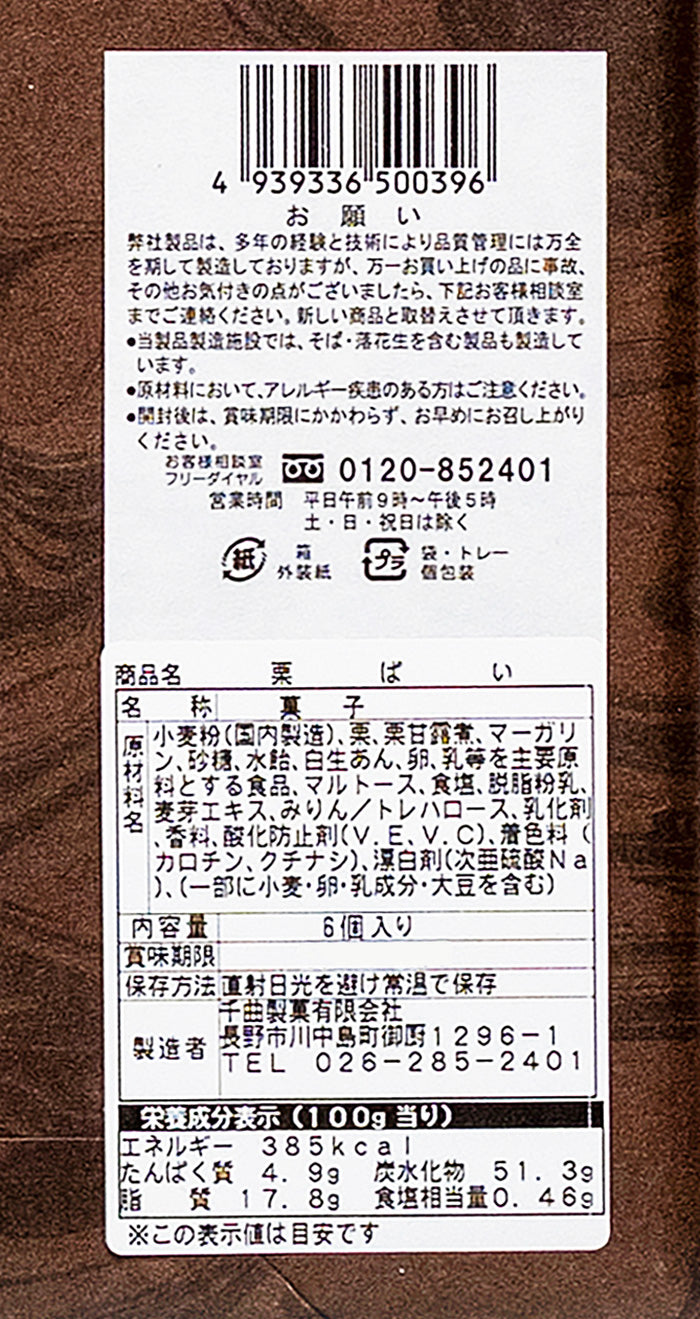 4 939336 500396
お願い
弊社製品は、多年の経験と技術により品質管理には万全
を期して製造しておりますが、万一お買い上げの品に事故、
その他お気付きの点がございましたら、下記お客様相談室
までご連絡ください。新しい商品と取替えさせて頂きます。
●当製品製造施設では、そば・落花生を含む製品も製造して
います。
●原材料において、アレルギー疾患のある方はご注意ください。
●開封後は、賞味期限にかかわらず、お早めにお召し上がり
ください。
お客様相談室
フリーダイヤル 0120-852401
営業時間 平日午前9時〜午後5時
土・日・祝日は除く
紙 箱 外装紙
プラ 袋・トレー 個包装
商品名 栗ぱい
名称 菓子
原材料名 小麦粉(国内製造)、栗、栗甘露煮、マーガリ
ン、砂糖、水飴、白生あん、卵、乳等を主要原
料とする食品、マルトース、食塩、脱脂粉乳、
麦芽エキス、みりん/トレハロース、乳化剤
、香料、酸化防止剤(V.E、V.C)、着色料(
カロチン、クチナシ)、漂白剤(次亜硫酸Na
)、(一部に小麦・卵・乳成分・大豆を含む)
内容量 6個入り
賞味期限
保存方法 直射日光を避け常温で保存
製造者 千曲製菓有限会社
長野市川中島町御厨1296-1
TEL 026-285-2401
栄養成分表示(100g当り)
エネルギー 385kcal
たんぱく質 4.9g 炭水化物 51.3g
脂質 17.8g 食塩相当量0.46g
※この表示値は目安です